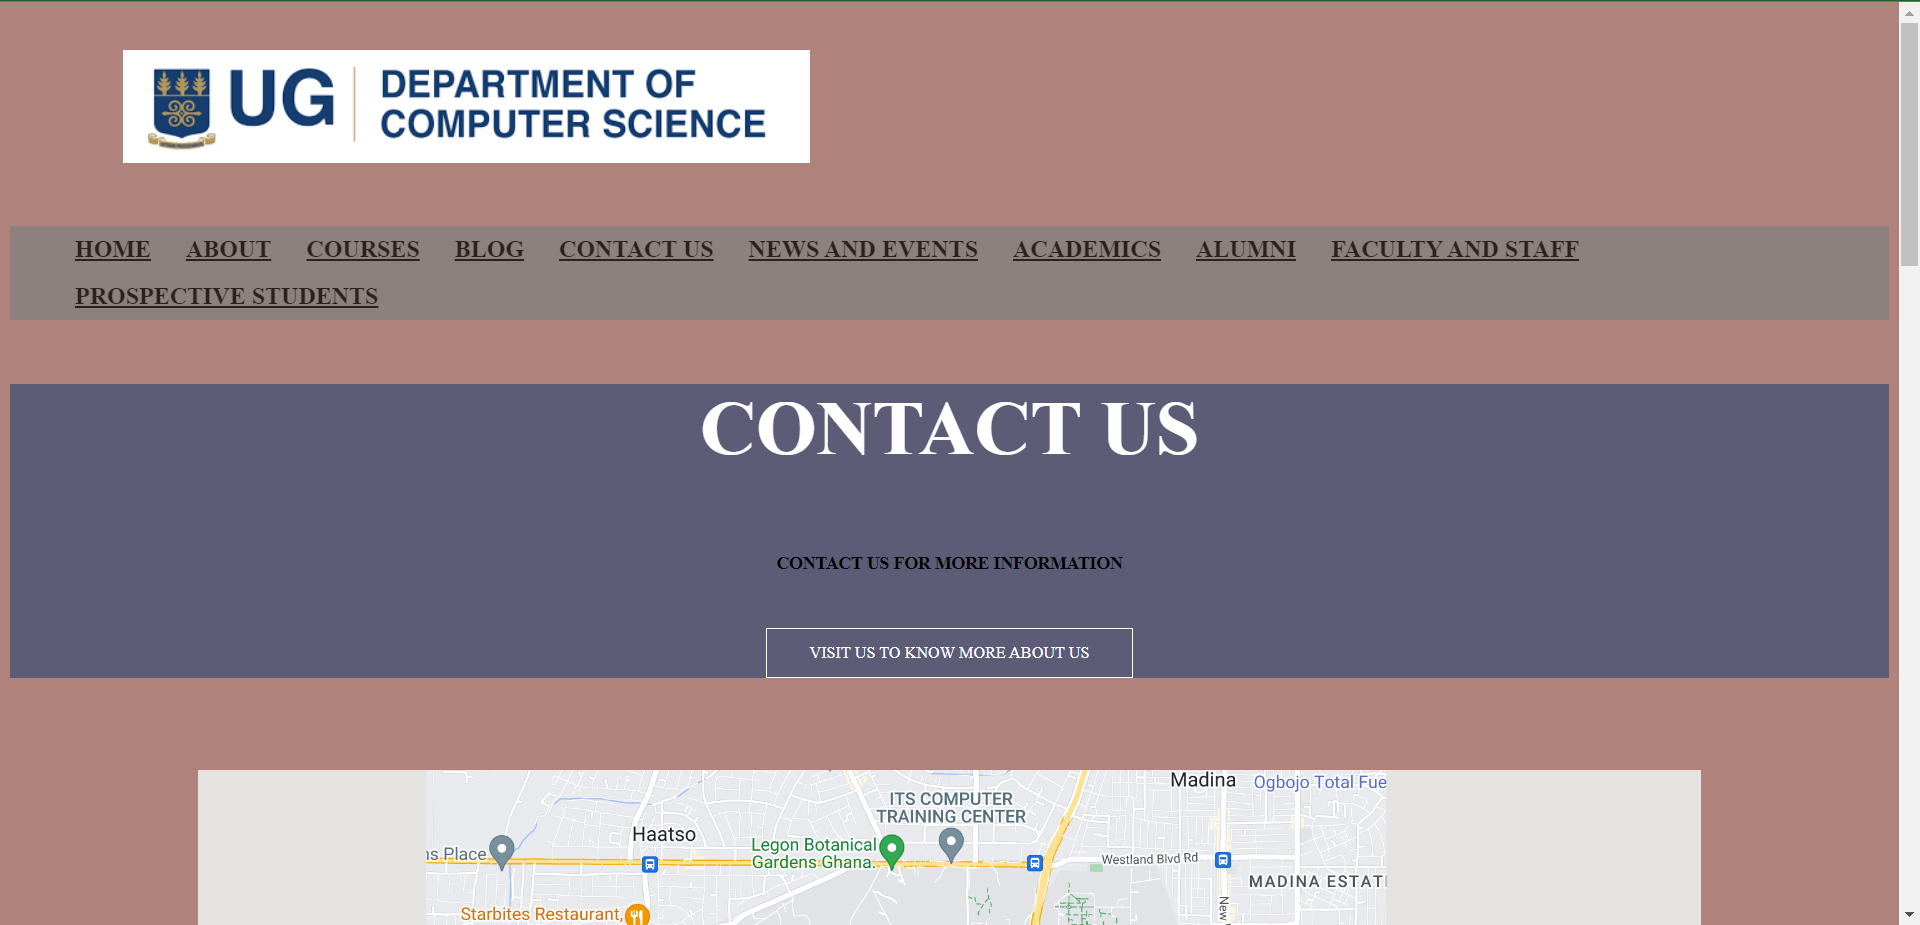 UG
DEPARTMENT OF
COMPUTER SCIENCE
HOME ABOUT COURSES BLOG CONTACT US NEWS AND EVENTS ACADEMICS ALUMNI FACULTY AND STAFF
PROSPECTIVE STUDENTS
CONTACT US
CONTACT US FOR MORE INFORMATION
VISIT US TO KNOW MORE ABOUT US
Madina
Ogbojo Total Fue
ITS COMPUTER
TRAINING CENTER
Haatso
Legon Botanical
Gardens Ghana.
ns Place
Westland Blvd Rd
MADINA ESTATE
Starbites Restaurant,
New